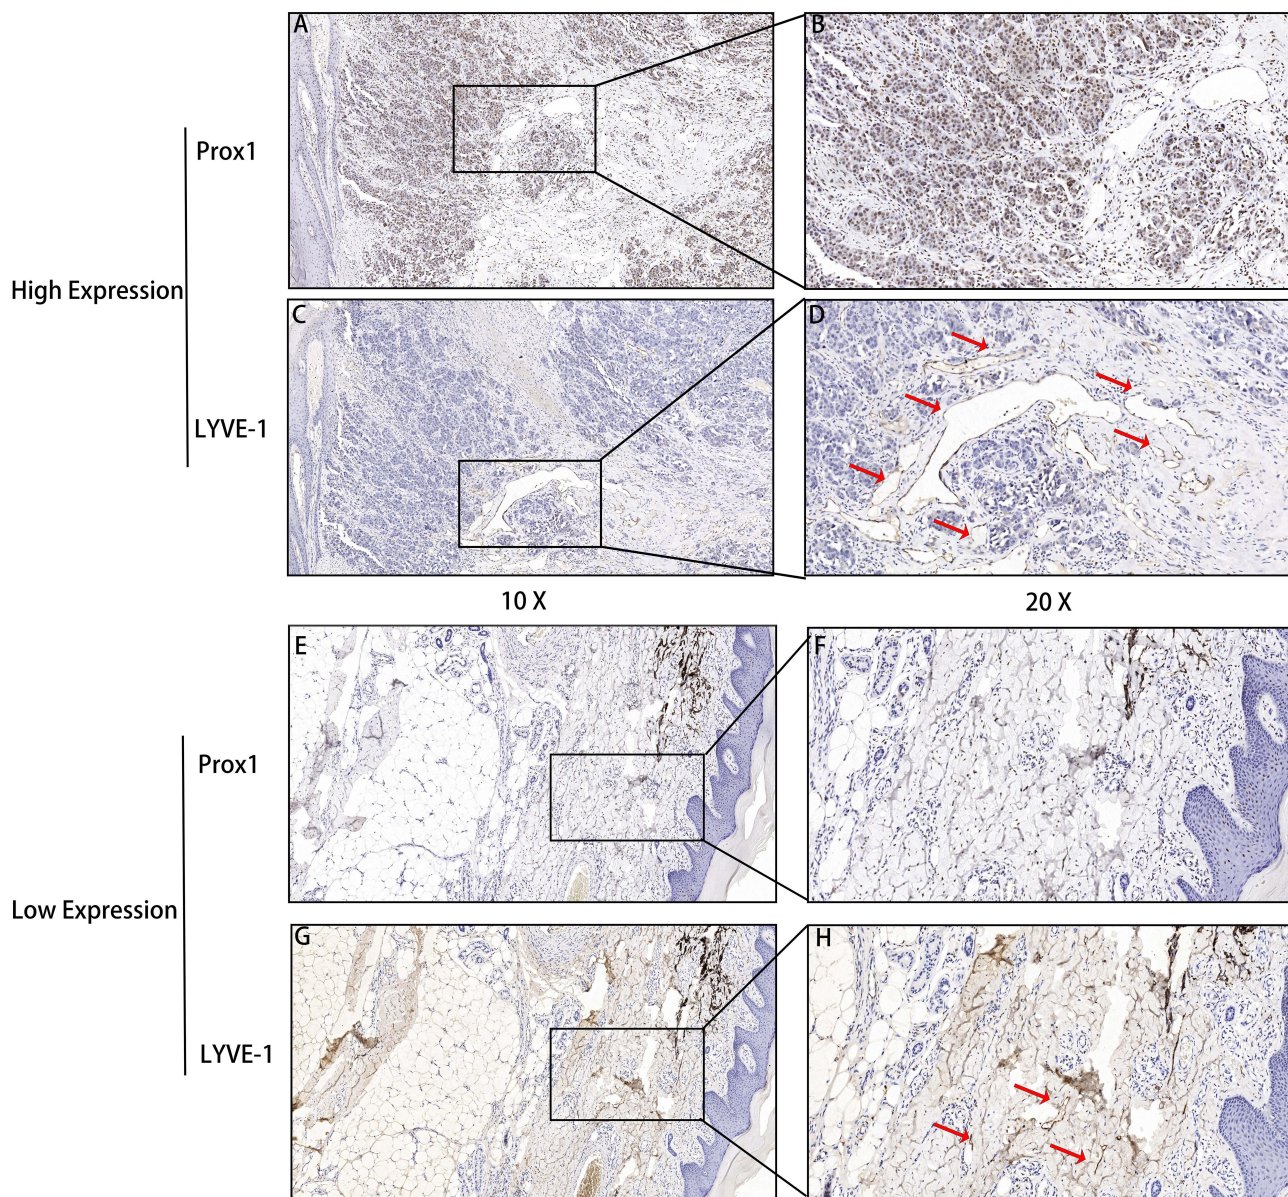 A
B
Prox1
High Expression
C
D
LYVE-1
10 X
20 X
E
F
Prox1
Low Expression
G
H
LYVE-1